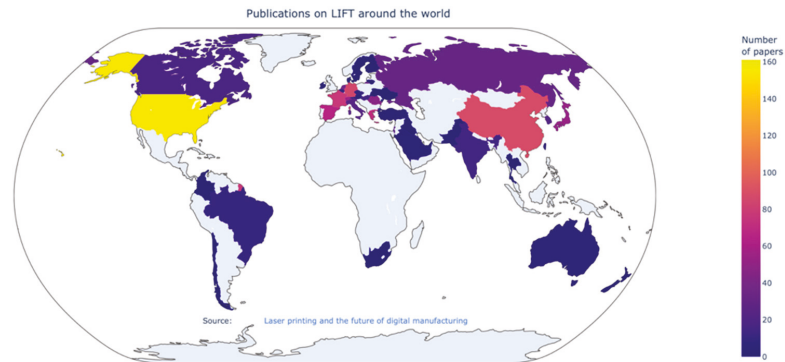 Publications on LIFT around the world
Number
of papers
160
140
120
100
80
60
40
20
0
Source: Laser printing and the future of digital manufacturing